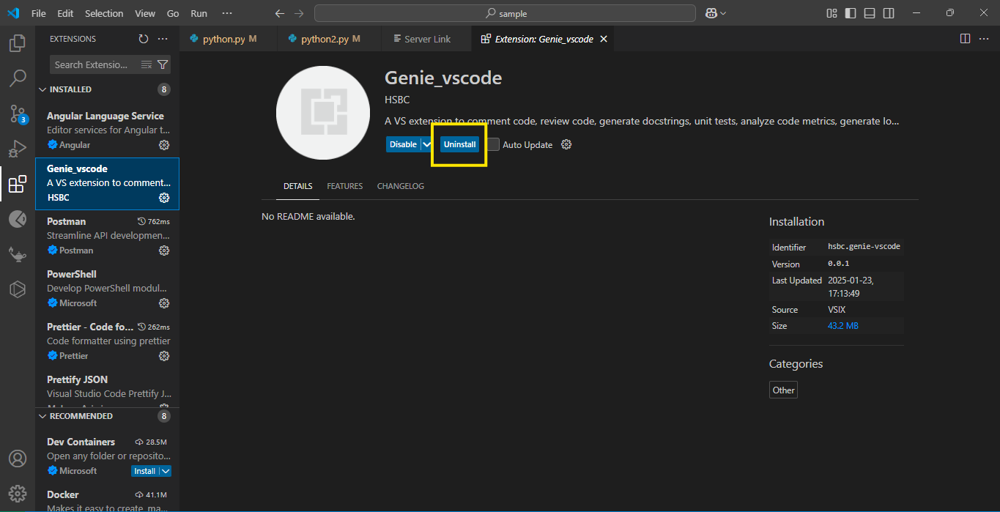 File Edit Selection View Go Run ···
sample
EXTENSIONS
Search Extensio...
INSTALLED 8
Angular Language Service
Editor services for Angular t...
Angular
Genie_vscode
A VS extension to comment...
HSBC
Postman 762ms
Streamline API developmen...
Postman
PowerShell
Develop PowerShell modul...
Microsoft
Prettier - Code fo... 262ms
Code formatter using prettier
Prettier
Prettify JSON
Visual Studio Code Prettify J...
RECOMMENDED 8
Dev Containers 28.5M
Open any folder or reposito...
Microsoft Install
Docker 41.1M
Makes it easy to create, ma...
3
python.py M python2.py M Server Link Extension: Genie_vscode
Genie_vscode
HSBC
A VS extension to comment code, review code, generate docstrings, unit tests, analyze code metrics, generate lo...
Disable Uninstall Auto Update
DETAILS FEATURES CHANGELOG
No README available.
Installation
Identifier hsbc.genie-vscode
Version 0.0.1
Last Updated 2025-01-23,
17:13:49
Source VSIX
Size 43.2 MB
Categories
Other